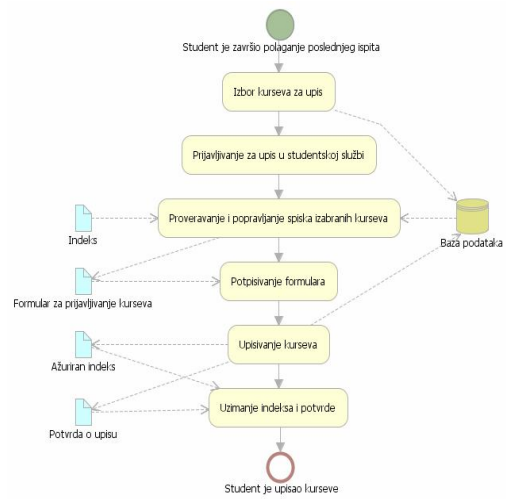 Student je završio polaganje poslednjeg ispita
Izbor kurseva za upis
Prijavljivanje za upis u studentskoj službi
Proveravanje i popravljanje spiska izabranih kurseva
Indeks
Baza podataka
Potpisivanje formulara
Formular za prijavljivanje kurseva
Upisivanje kurseva
Ažuriran indeks
Uzimanje indeksa i potvrde
Potvrda o upisu
Student je upisao kurseve